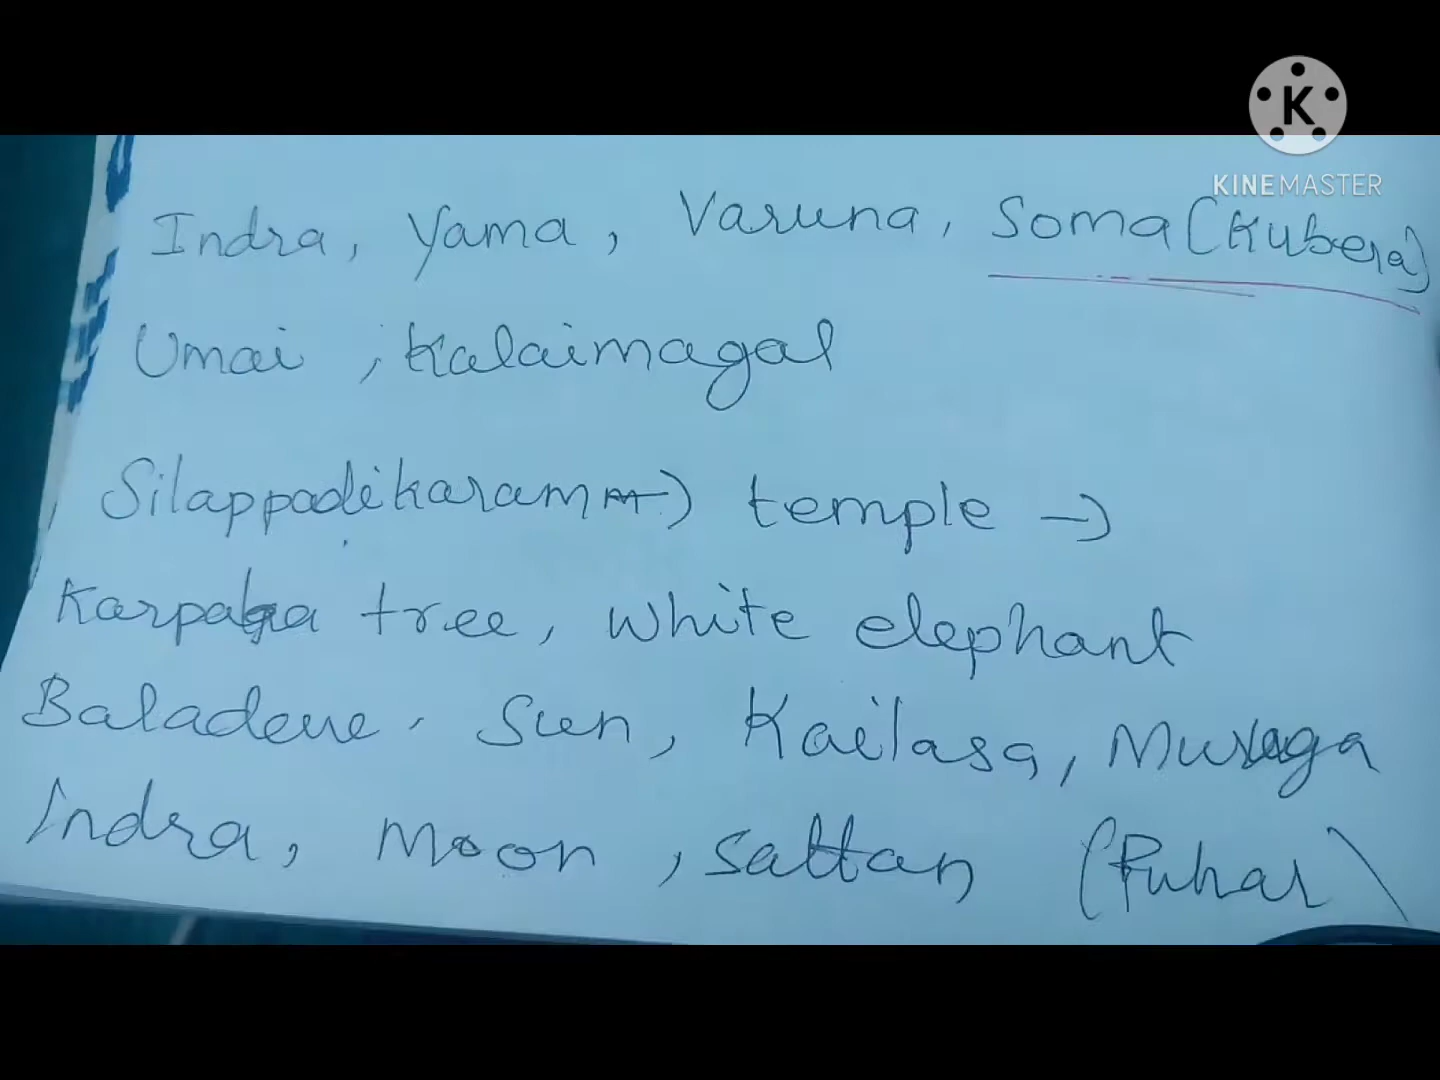 K
KINEMASTER
Indra, Yama, Varuna, Soma (Kubera)
Umai, Kalaimagal
Silappadikaram → temple →
Karpaga tree, White elephant
Baladeve. Sun, Kailasa, Muruga
Indra, Moon, Sattan (Puhar)